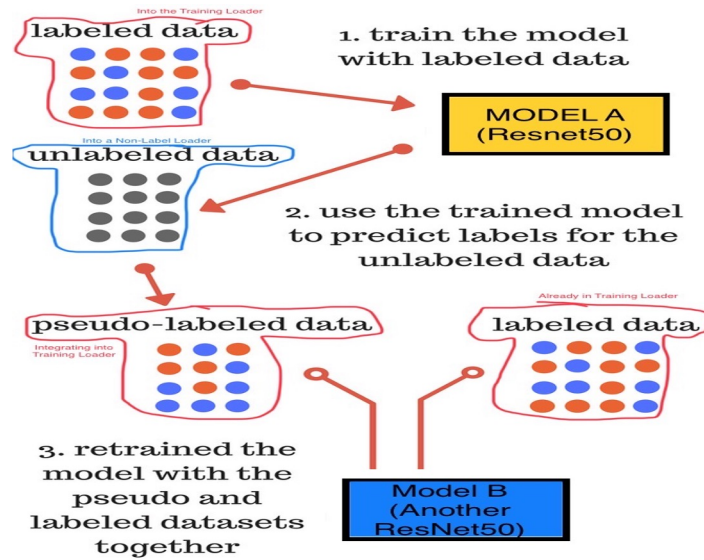 Into the Training Loader
labeled data
1. train the model
with labeled data
MODEL A
(Resnet50)
Into a Non-Label Loader
unlabeled data
2. use the trained model
to predict labels for the
unlabeled data
pseudo-labeled data
Integrating into
Training Loader
Already in Training Loader
labeled data
3. retrained the
model with the
pseudo and
labeled datasets
together
Model B
(Another
ResNet50)